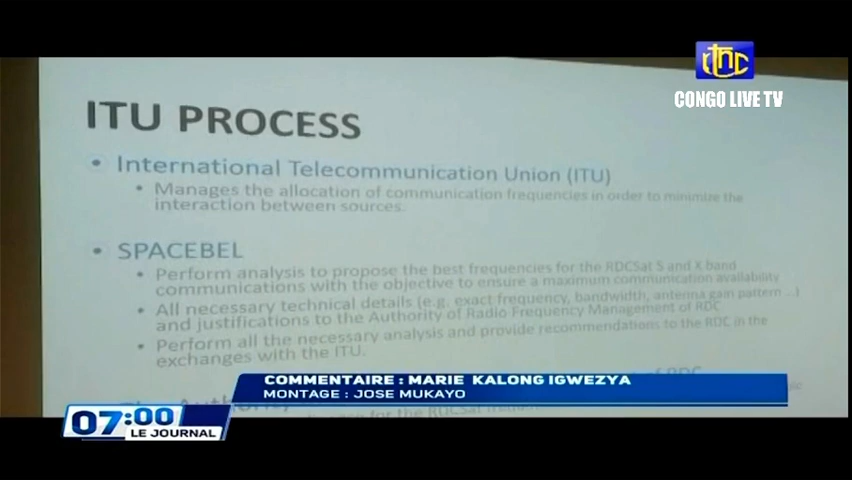 rtnc
CONGO LIVE TV
ITU PROCESS
• International Telecommunication Union (ITU)
• Manages the allocation of communication frequencies in order to minimize the
interaction between sources.
• SPACEBEL
• Perform analysis to propose the best frequencies for the RDCSat S and X band
communications with the objective to ensure a maximum communication availability
• All necessary technical details (e.g. exact frequency, bandwidth, antenna gain pattern ...)
and justifications to the Authority of Radio Frequency Management of RDC
• Perform all the necessary analysis and provide recommendations to the RDC in the
exchanges with the ITU.
COMMENTAIRE : MARIE KALONG IGWEZYA
MONTAGE : JOSE MUKAYO
07:00
LE JOURNAL